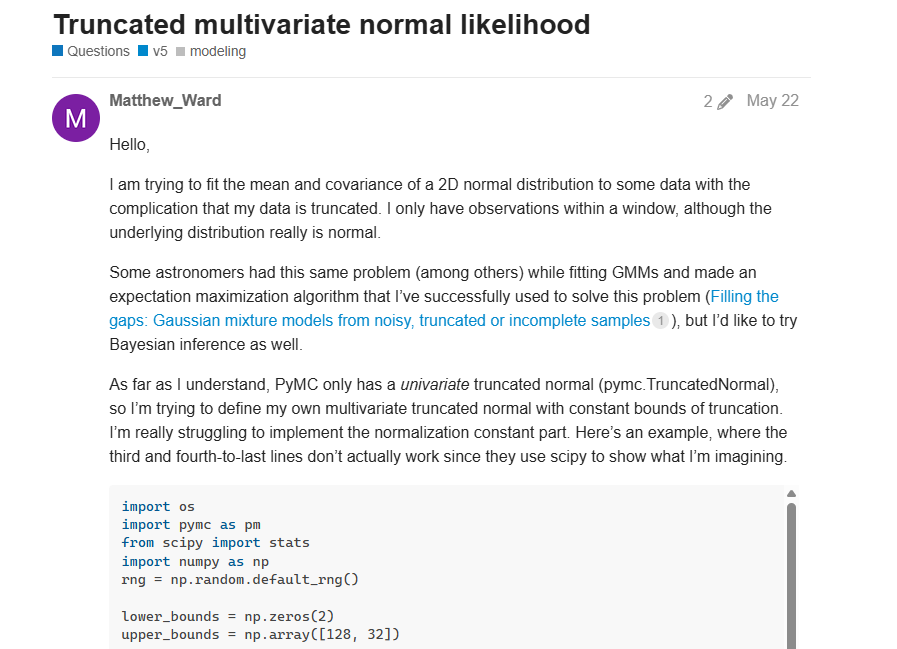 Truncated multivariate normal likelihood
Questions v5 modeling
M
Matthew_Ward
2 May 22
Hello,
I am trying to fit the mean and covariance of a 2D normal distribution to some data with the
complication that my data is truncated. I only have observations within a window, although the
underlying distribution really is normal.
Some astronomers had this same problem (among others) while fitting GMMs and made an
expectation maximization algorithm that I’ve successfully used to solve this problem (Filling the
gaps: Gaussian mixture models from noisy, truncated or incomplete samples 1 ), but I’d like to try
Bayesian inference as well.
As far as I understand, PyMC only has a univariate truncated normal (pymc.TruncatedNormal),
so I’m trying to define my own multivariate truncated normal with constant bounds of truncation.
I’m really struggling to implement the normalization constant part. Here’s an example, where the
third and fourth-to-last lines don’t actually work since they use scipy to show what I’m imagining.
import os
import pymc as pm
from scipy import stats
import numpy as np
rng = np.random.default_rng()
lower_bounds = np.zeros(2)
upper_bounds = np.array([128, 32])